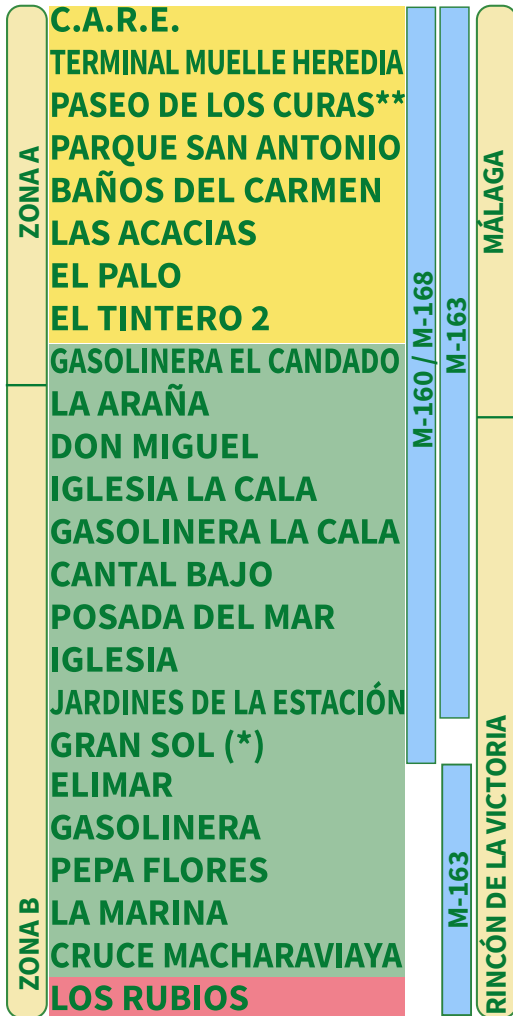 C.A.R.E.
TERMINAL MUELLE HEREDIA
PASEO DE LOS CURAS**
PARQUE SAN ANTONIO
BAÑOS DEL CARMEN
LAS ACACIAS
EL PALO
EL TINTERO 2
GASOLINERA EL CANDADO
LA ARAÑA
DON MIGUEL
IGLESIA LA CALA
GASOLINERA LA CALA
CANTAL BAJO
POSADA DEL MAR
IGLESIA
JARDINES DE LA ESTACIÓN
GRAN SOL (*)
ELIMAR
GASOLINERA
PEPA FLORES
LA MARINA
CRUCE MACHARAVIAYA
LOS RUBIOS
ZONA A
ZONA B
M-160 / M-168
M-163
M-163
MÁLAGA
RINCÓN DE LA VICTORIA